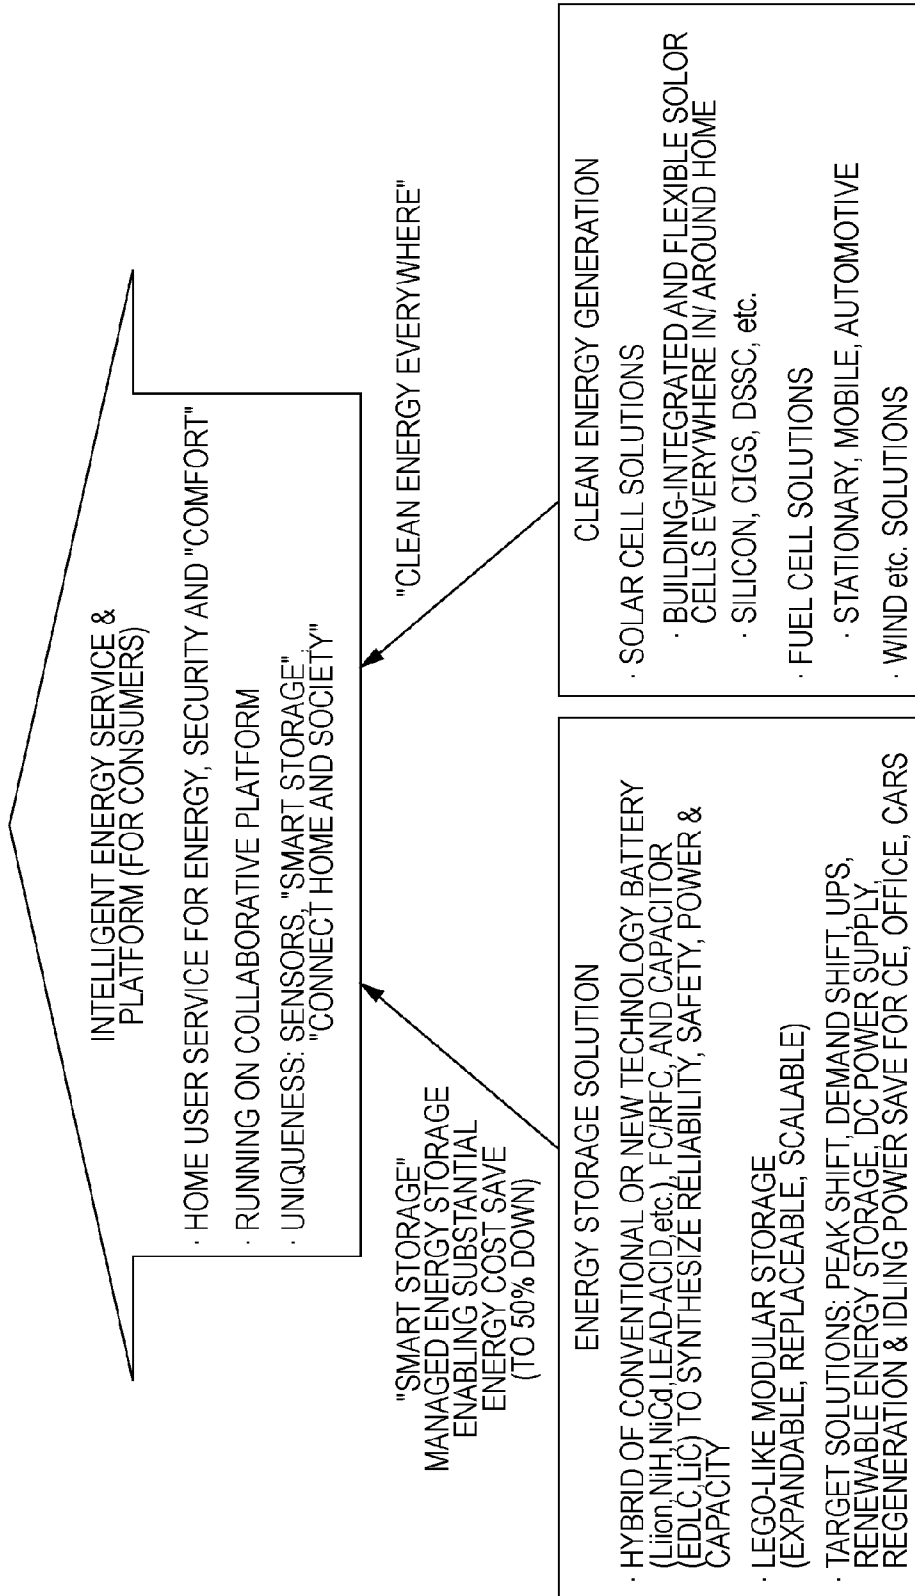 INTELLIGENT ENERGY SERVICE &
PLATFORM (FOR CONSUMERS)
· HOME USER SERVICE FOR ENERGY, SECURITY AND "COMFORT"
· RUNNING ON COLLABORATIVE PLATFORM
· UNIQUENESS: SENSORS, "SMART STORAGE",
"CONNECT HOME AND SOCIETY"
"SMART STORAGE"
MANAGED ENERGY STORAGE
ENABLING SUBSTANTIAL
ENERGY COST SAVE
(TO 50% DOWN)
"CLEAN ENERGY EVERYWHERE"
ENERGY STORAGE SOLUTION
· HYBRID OF CONVENTIONAL OR NEW TECHNOLOGY BATTERY
(Liion,NiH,NiCd,LEAD-ACID,etc.), FC/RFC, AND CAPACITOR
(EDLC,LiC) TO SYNTHESIZE RELIABILITY, SAFETY, POWER &
CAPACITY
· LEGO-LIKE MODULAR STORAGE
(EXPANDABLE, REPLACEABLE, SCALABLE)
· TARGET SOLUTIONS: PEAK SHIFT, DEMAND SHIFT, UPS,
RENEWABLE ENERGY STORAGE, DC POWER SUPPLY,
REGENERATION & IDLING POWER SAVE FOR CE, OFFICE, CARS
CLEAN ENERGY GENERATION
· SOLAR CELL SOLUTIONS
· BUILDING-INTEGRATED AND FLEXIBLE SOLOR
CELLS EVERYWHERE IN/AROUND HOME
· SILICON, CIGS, DSSC, etc.
· FUEL CELL SOLUTIONS
· STATIONARY, MOBILE, AUTOMOTIVE
· WIND etc. SOLUTIONS